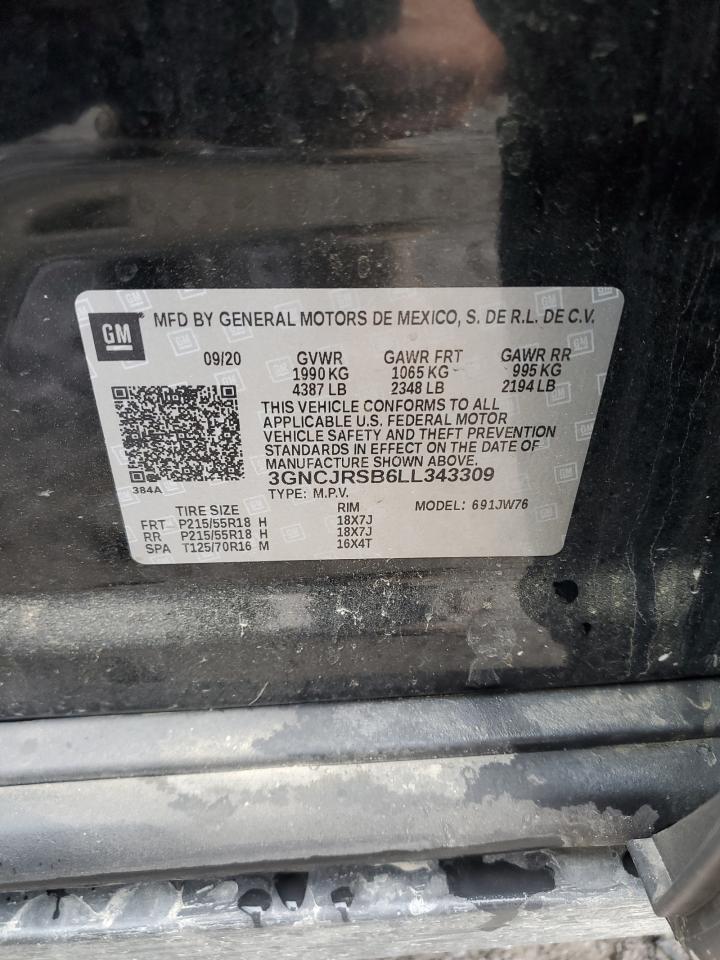 GM MFD BY GENERAL MOTORS DE MEXICO, S. DE R.L. DE C.V.
09/20 GVWR GAWR FRT GAWR RR
1990 KG 1065 KG 995 KG
4387 LB 2348 LB 2194 LB
THIS VEHICLE CONFORMS TO ALL
APPLICABLE U.S. FEDERAL MOTOR
VEHICLE SAFETY AND THEFT PREVENTION
STANDARDS IN EFFECT ON THE DATE OF
MANUFACTURE SHOWN ABOVE.
384A 3GNCJRSB6LL343309
TYPE: M.P.V. MODEL: 691JW76
TIRE SIZE RIM
FRT P215/55R18 H 18X7J
RR P215/55R18 H 18X7J
SPA T125/70R16 M 16X4T